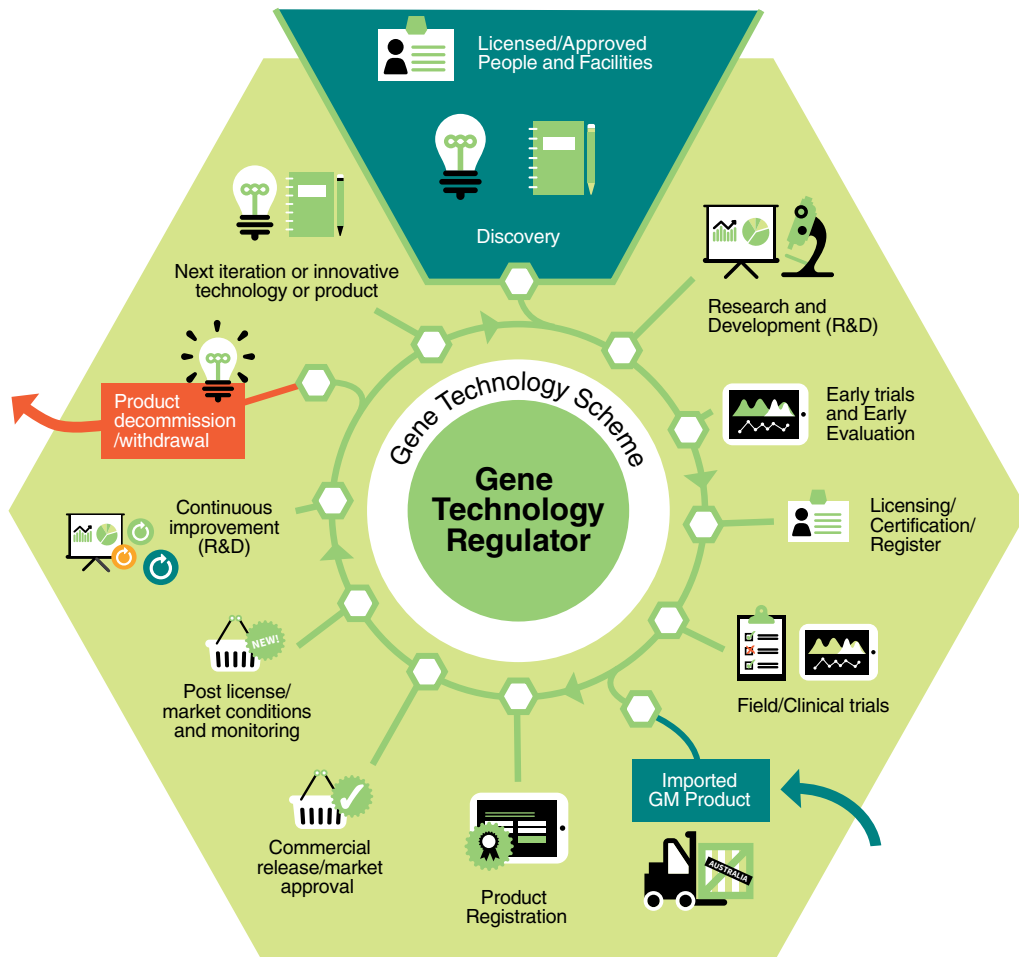 Licensed/Approved
People and Facilities
Discovery
Research and
Development (R&D)
Early trials
and Early
Evaluation
Licensing/
Certification/
Register
Field/Clinical trials
Imported
GM Product
AUSTRALIA
Product
Registration
Commercial
release/market
approval
Post license/
market conditions
and monitoring
NEW!
Continuous
improvement
(R&D)
Product
decommission
/withdrawal
Next iteration or innovative
technology or product
Gene Technology Scheme
Gene
Technology
Regulator